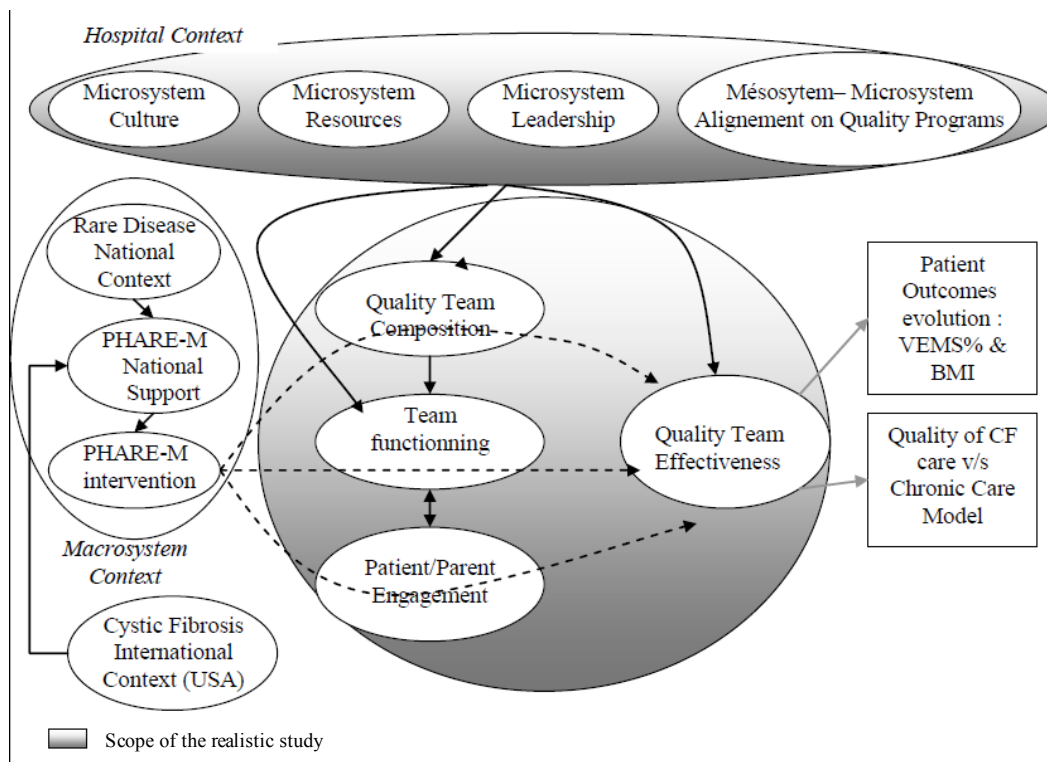 Hospital Context
Microsystem
Culture
Microsystem
Resources
Microsystem
Leadership
Mésosytem– Microsystem
Alignement on Quality Programs
Rare Disease
National
Context
PHARE-M
National
Support
PHARE-M
intervention
Macrosystem
Context
Cystic Fibrosis
International
Context (USA)
Quality Team
Composition
Team
functionning
Patient/Parent
Engagement
Quality Team
Effectiveness
Patient
Outcomes
evolution :
VEMS% &
BMI
Quality of CF
care v/s
Chronic Care
Model
Scope of the realistic study